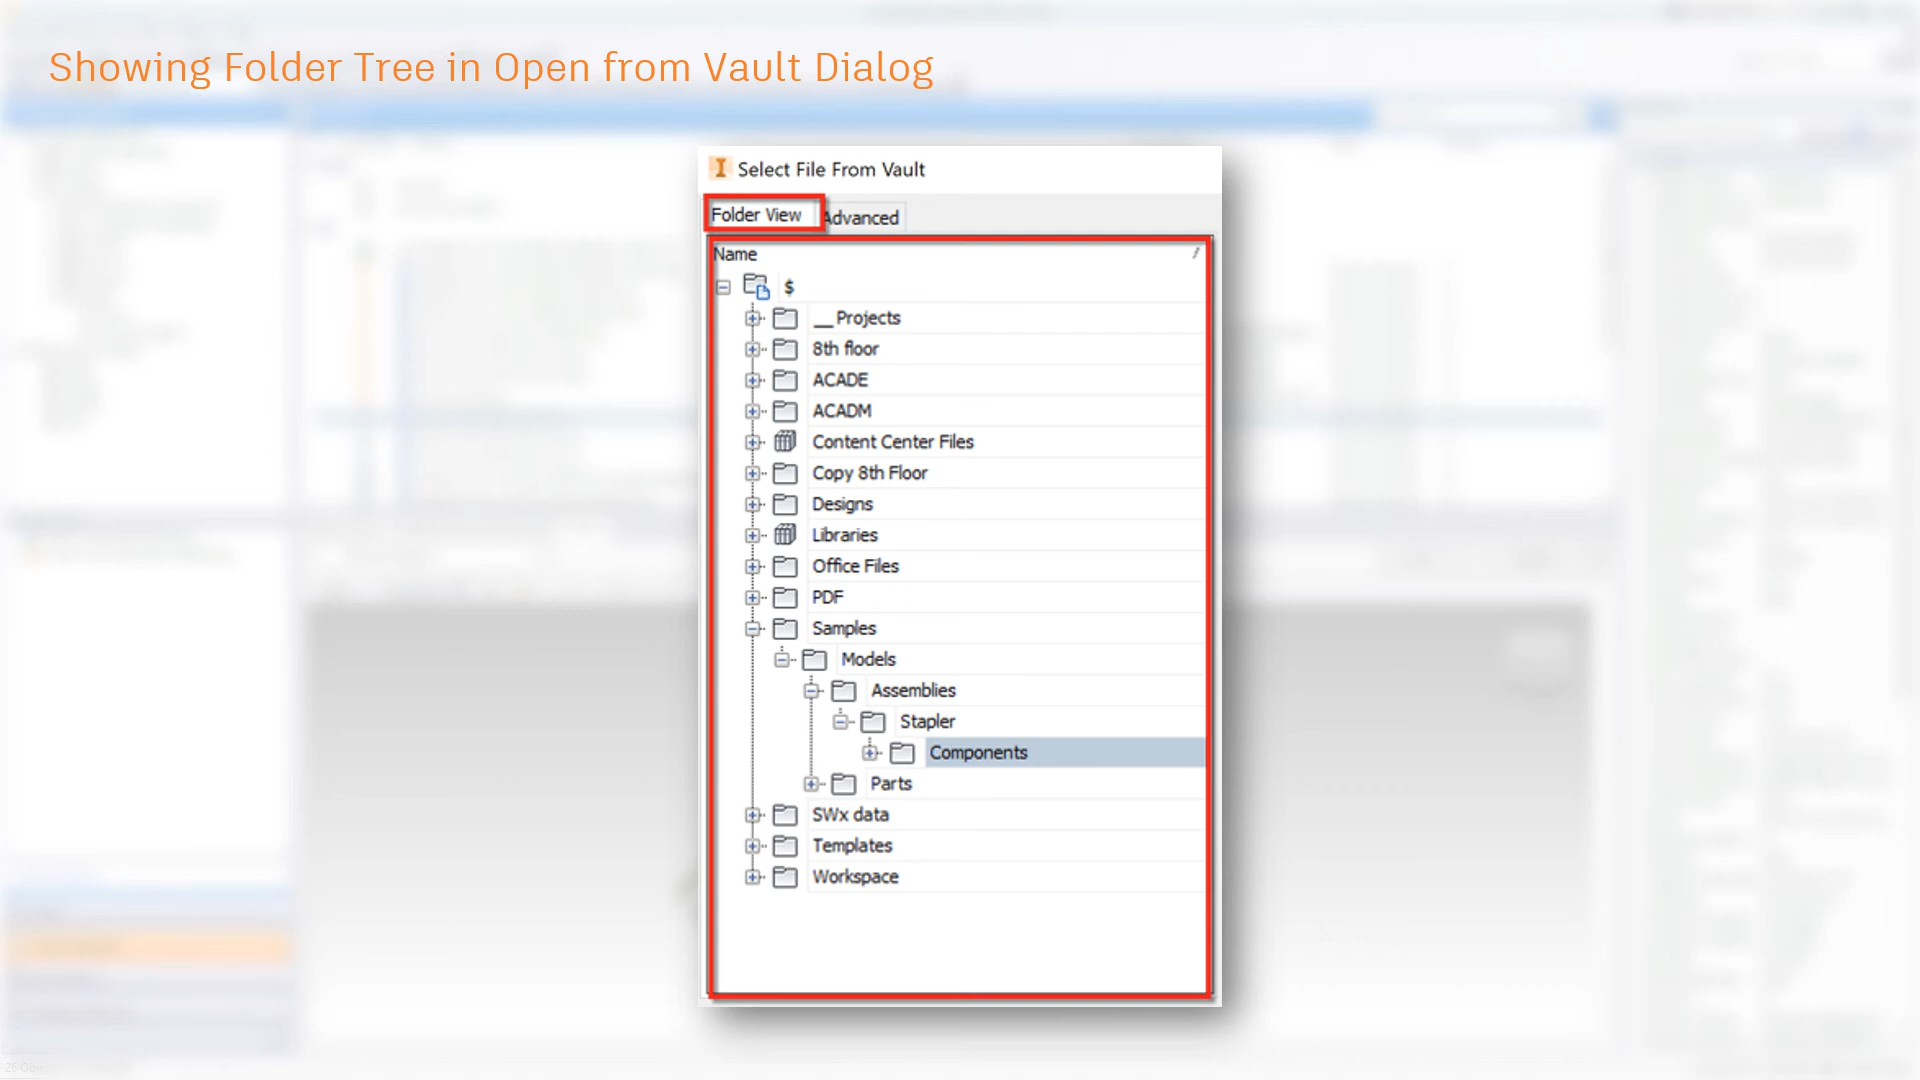 Showing Folder Tree in Open from Vault Dialog
Select File From Vault
Folder View
Advanced
Name
$
__Projects
8th floor
ACADE
ACADM
Content Center Files
Copy 8th Floor
Designs
Libraries
Office Files
PDF
Samples
Models
Assemblies
Stapler
Components
Parts
SWx data
Templates
Workspace